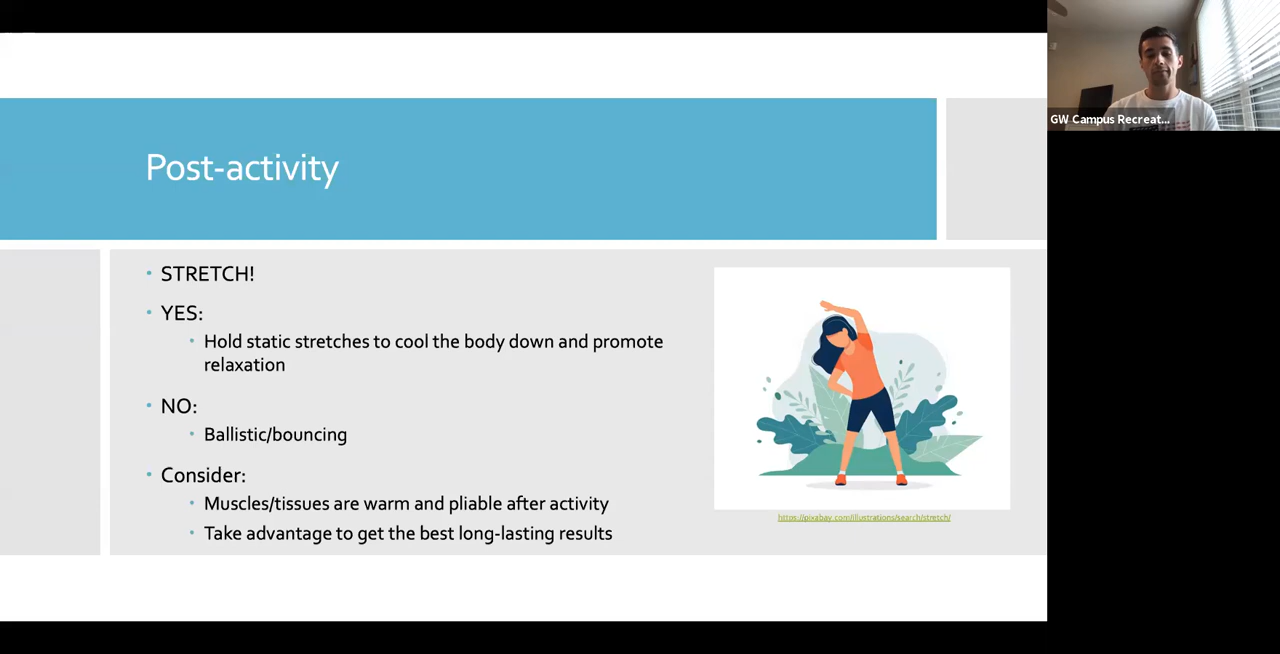 Post-activity
STRETCH!
YES:
Hold static stretches to cool the body down and promote
relaxation
NO:
Ballistic/bouncing
Consider:
Muscles/tissues are warm and pliable after activity
Take advantage to get the best long-lasting results
https://pixabay.com/illustrations/search/stretch/
GW Campus Recreat...